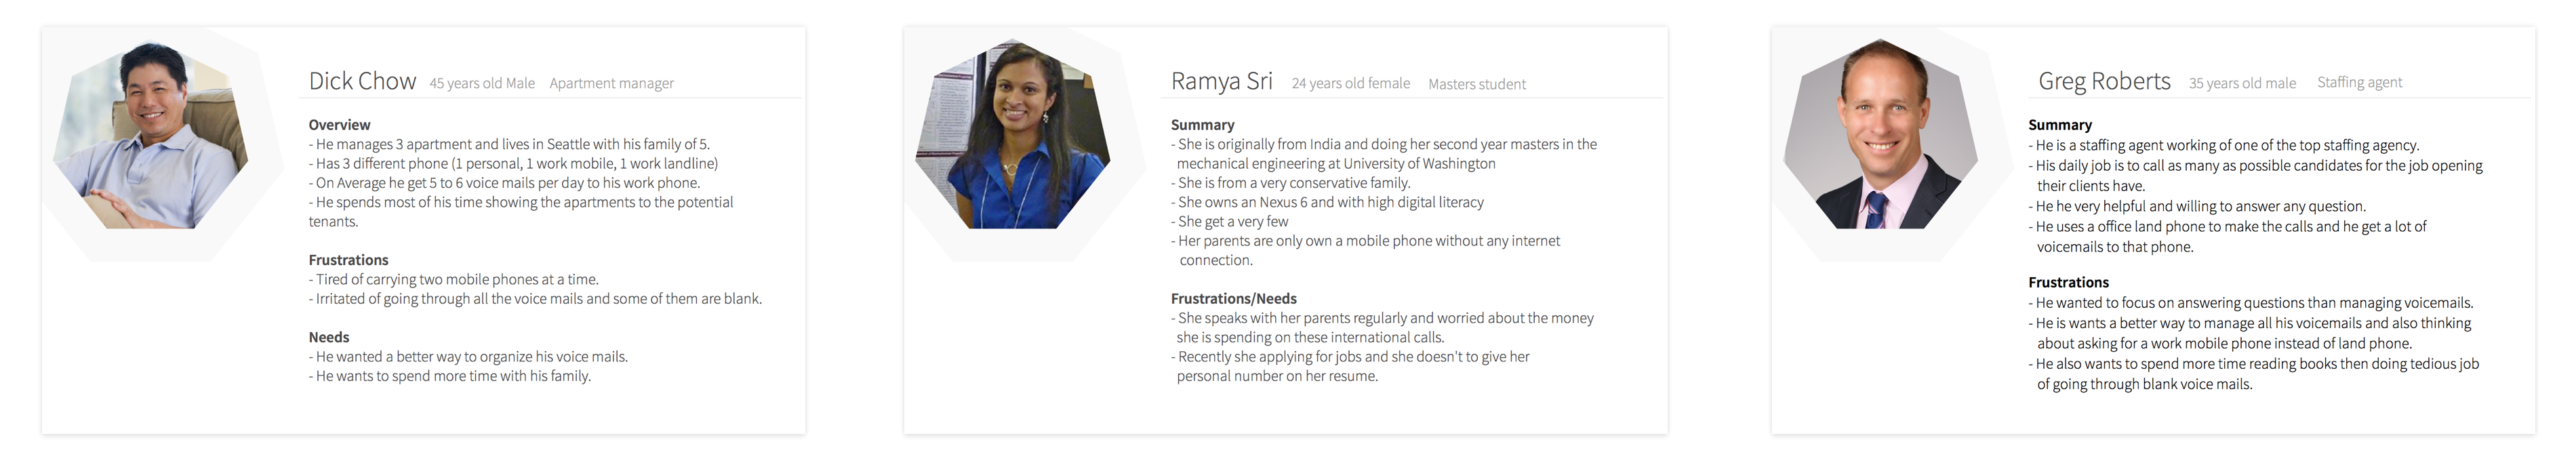 Dick Chow 45 years old Male Apartment manager
Overview
- He manages 3 apartment and lives in Seattle with his family of 5.
- Has 3 different phone (1 personal, 1 work mobile, 1 work landline)
- On Average he get 5 to 6 voice mails per day to his work phone.
- He spends most of his time showing the apartments to the potential
tenants.
Frustrations
- Tired of carrying two mobile phones at a time.
- Irritated of going through all the voice mails and some of them are blank.
Needs
- He wanted a better way to organize his voice mails.
- He wants to spend more time with his family.
Ramya Sri 24 years old female Masters student
Summary
- She is originally from India and doing her second year masters in the
mechanical engineering at University of Washington
- She is from a very conservative family.
- She owns an Nexus 6 and with high digital literacy
- She get a very few
- Her parents are only own a mobile phone without any internet
connection.
Frustrations/Needs
- She speaks with her parents regularly and worried about the money
she is spending on these international calls.
- Recently she applying for jobs and she doesn't to give her
personal number on her resume.
Greg Roberts 35 years old male Staffing agent
Summary
- He is a staffing agent working of one of the top staffing agency.
- His daily job is to call as many as possible candidates for the job opening
their clients have.
- He he very helpful and willing to answer any question.
- He uses a office land phone to make the calls and he get a lot of
voicemails to that phone.
Frustrations
- He wanted to focus on answering questions than managing voicemails.
- He is wants a better way to manage all his voicemails and also thinking
about asking for a work mobile phone instead of land phone.
- He also wants to spend more time reading books then doing tedious job
of going through blank voice mails.